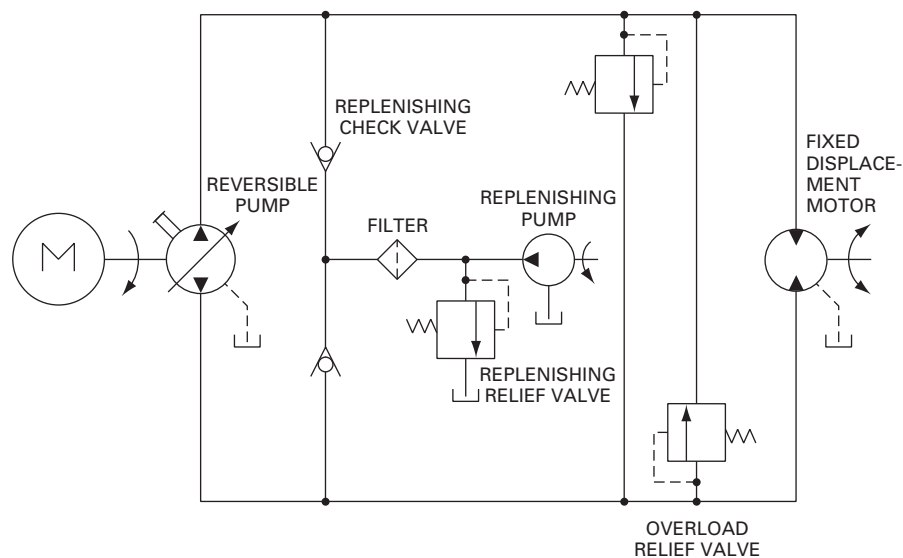 REPLENISHING
CHECK VALVE
REVERSIBLE
PUMP
FILTER
REPLENISHING
PUMP
FIXED
DISPLACE-
MENT
MOTOR
M
REPLENISHING
RELIEF VALVE
OVERLOAD
RELIEF VALVE